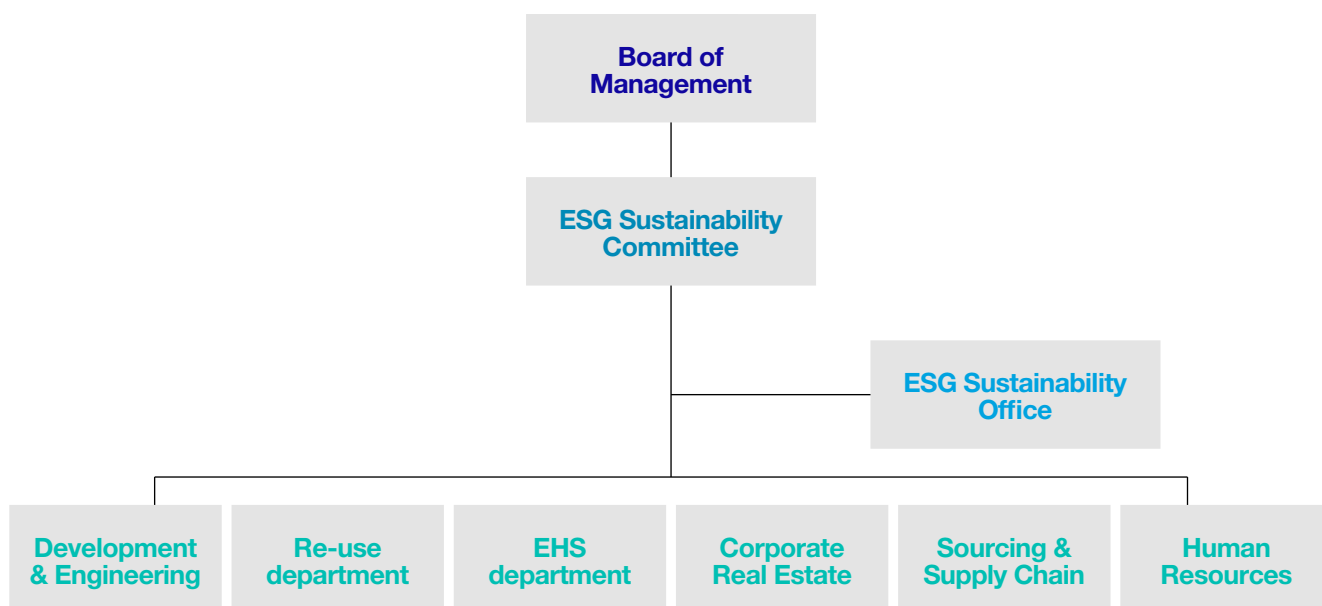 Board of
Management
ESG Sustainability
Committee
ESG Sustainability
Office
Development
& Engineering
Re-use
department
EHS
department
Corporate
Real Estate
Sourcing &
Supply Chain
Human
Resources